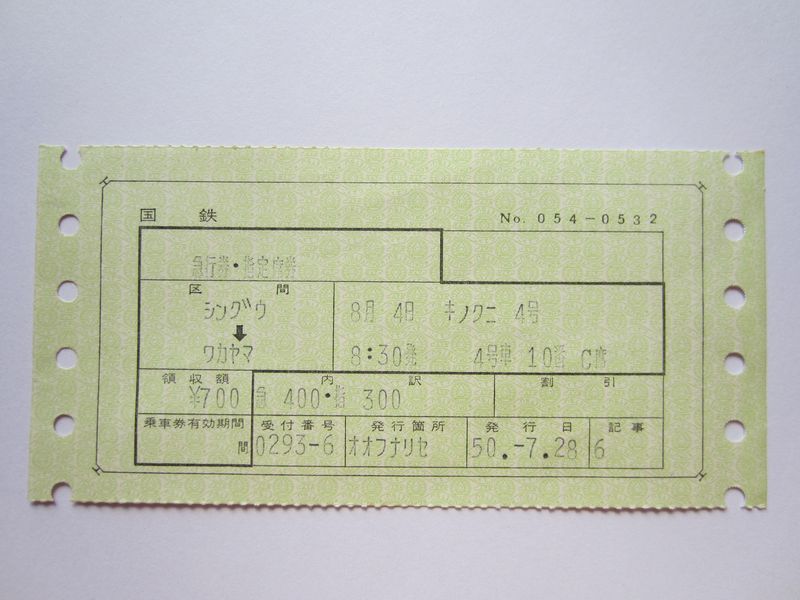 国 鉄 No. 054-0532
急行券・指定席券
区 間
シングウ 8月 4日 キノクニ 4号
⬇
ワカヤマ 8:30発 4号車 10番 C席
領収額 内 訳 割 引
¥700 急 400・指 300
乗車券有効期間 受付番号 発行箇所 発行日 記事
間 0293-6 オオフナリセ 50.-7.28 6